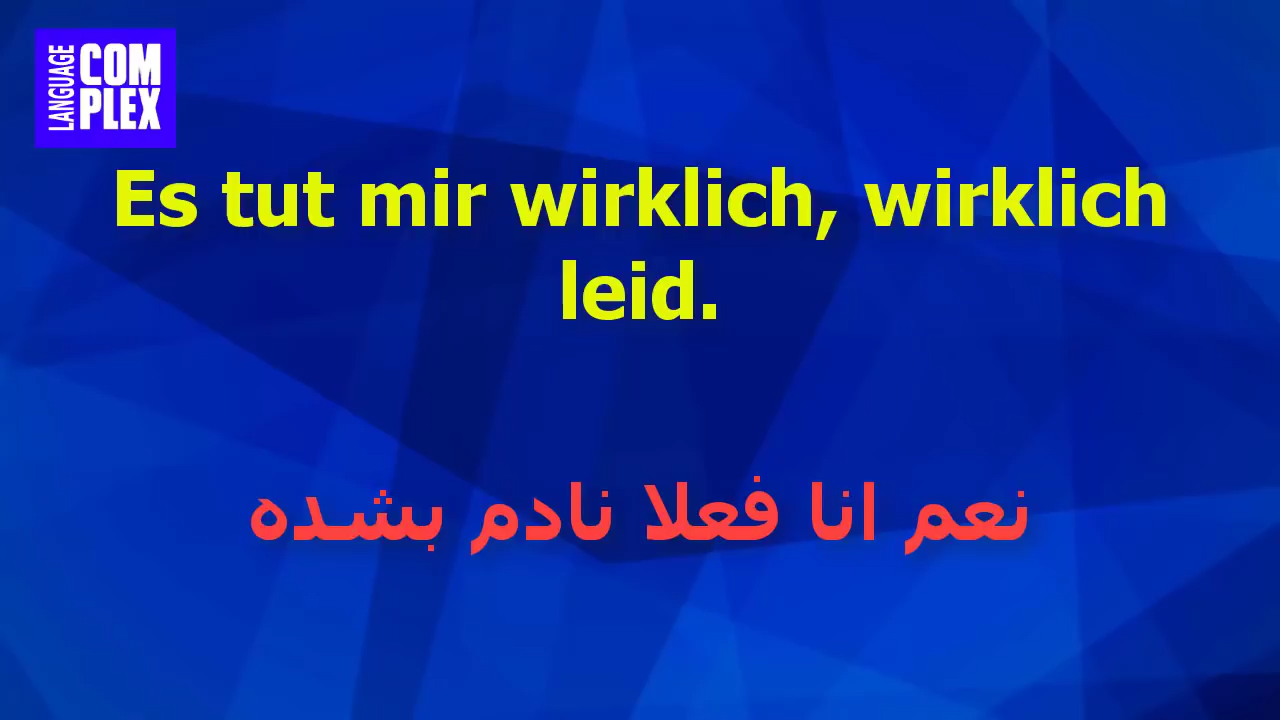 LANGUAGE
COM
PLEX
Es tut mir wirklich, wirklich
leid.
نعم انا فعلا نادم بشده